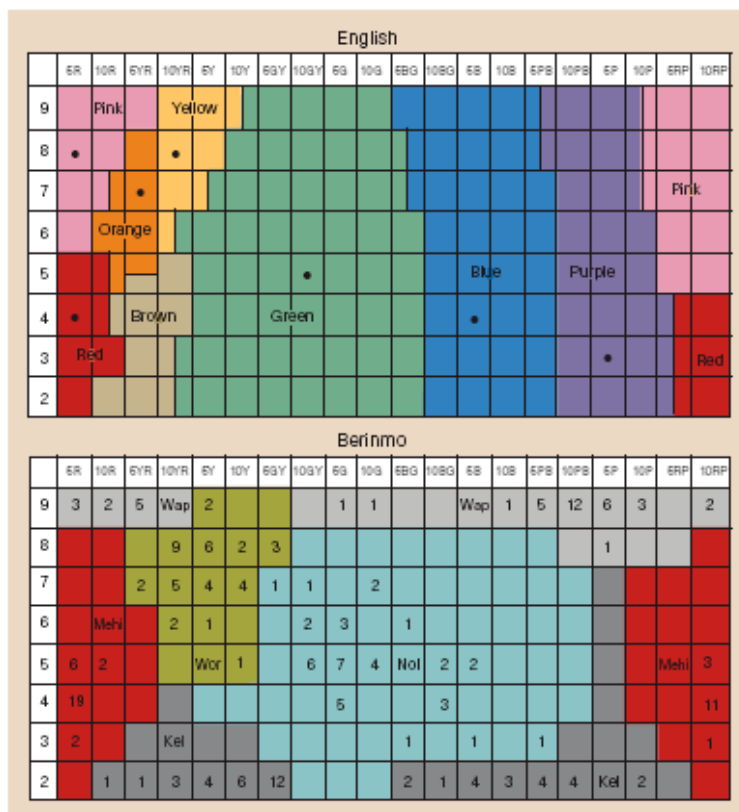 English
5R 10R 5YR 10YR 5Y 10Y 5GY 10GY 5G 10G 5BG 10BG 5B 10B 5PB 10PB 5P 10P 5RP 10RP
9 Pink Yellow
8
7 Pink
6 Orange
5 Blue Purple
4 Brown Green
3 Red Red
2
Berinmo
5R 10R 5YR 10YR 5Y 10Y 5GY 10GY 5G 10G 5BG 10BG 5B 10B 5PB 10PB 5P 10P 5RP 10RP
9 3 2 5 Wap 2 1 1 Wap 1 5 12 6 3 2
8 9 6 2 3 1
7 2 5 4 4 1 1 2
6 Mehi 2 1 2 3 1
5 6 2 Wor 1 6 7 4 Nol 2 2 Mehi 3
4 19 5 3 11
3 2 Kel 1 1 1 1
2 1 1 3 4 6 12 2 1 4 3 4 4 Kel 2